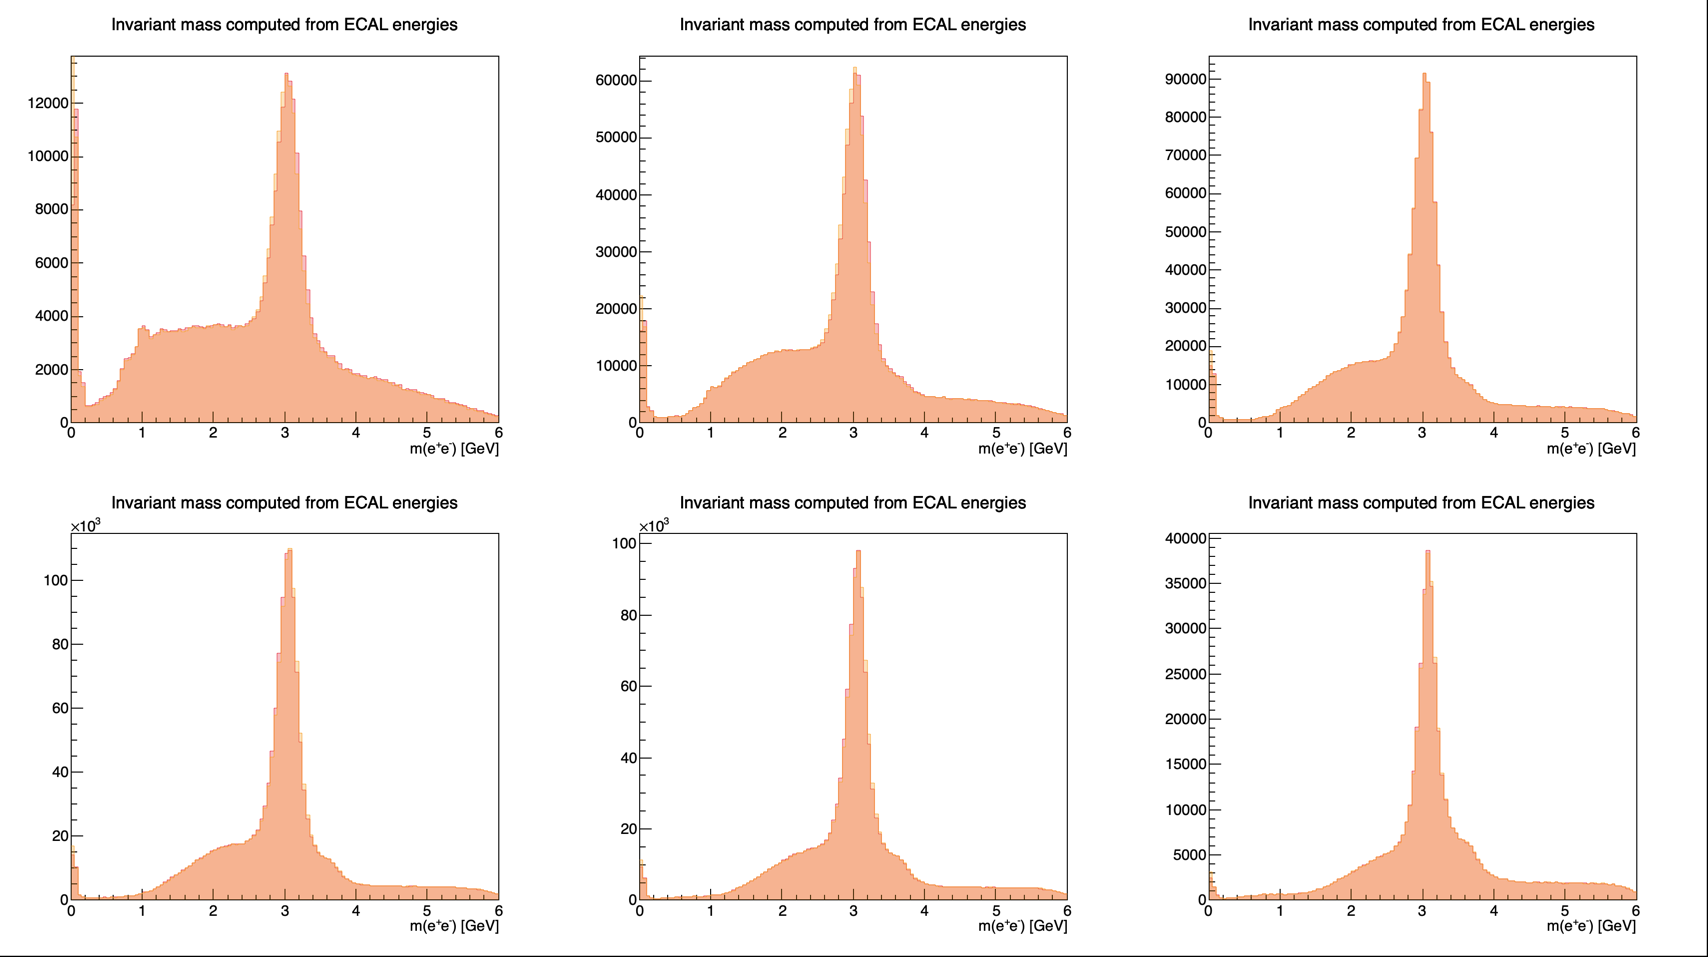 Invariant mass computed from ECAL energies
12000
10000
8000
6000
4000
2000
0
0 1 2 3 4 5 6
m(e⁺e⁻) [GeV]
Invariant mass computed from ECAL energies
60000
50000
40000
30000
20000
10000
0
0 1 2 3 4 5 6
m(e⁺e⁻) [GeV]
Invariant mass computed from ECAL energies
90000
80000
70000
60000
50000
40000
30000
20000
10000
0
0 1 2 3 4 5 6
m(e⁺e⁻) [GeV]
Invariant mass computed from ECAL energies
×10³
100
80
60
40
20
0
0 1 2 3 4 5 6
m(e⁺e⁻) [GeV]
Invariant mass computed from ECAL energies
×10³
100
80
60
40
20
0
0 1 2 3 4 5 6
m(e⁺e⁻) [GeV]
Invariant mass computed from ECAL energies
40000
35000
30000
25000
20000
15000
10000
5000
0
0 1 2 3 4 5 6
m(e⁺e⁻) [GeV]